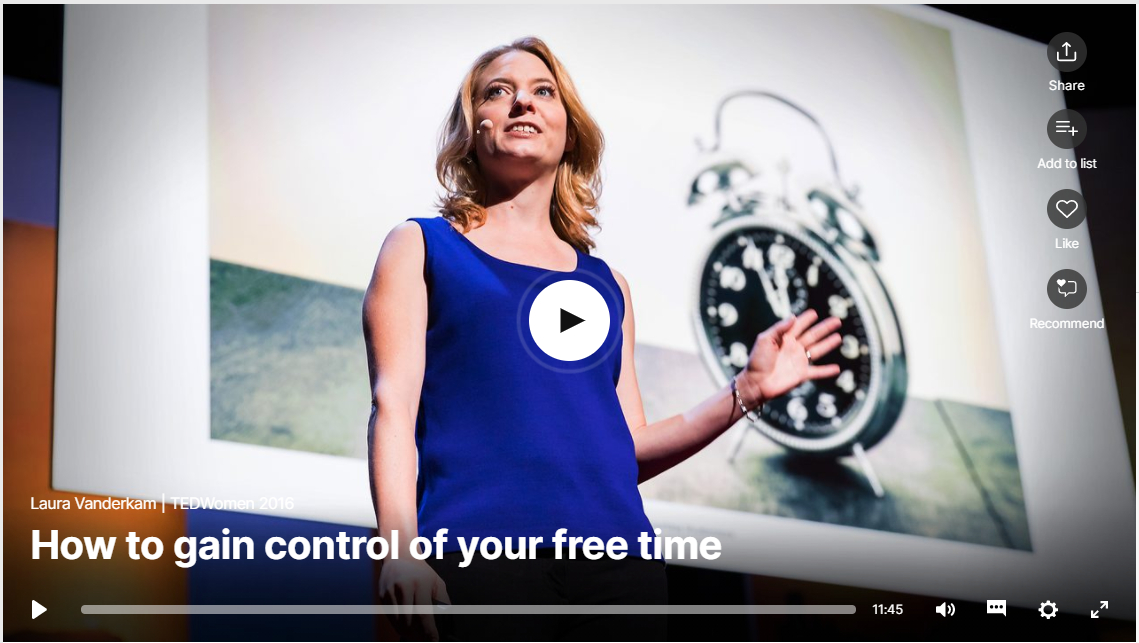 Share
Add to list
Like
Recommend
Laura Vanderkam | TEDWomen 2016
How to gain control of your free time
11:45